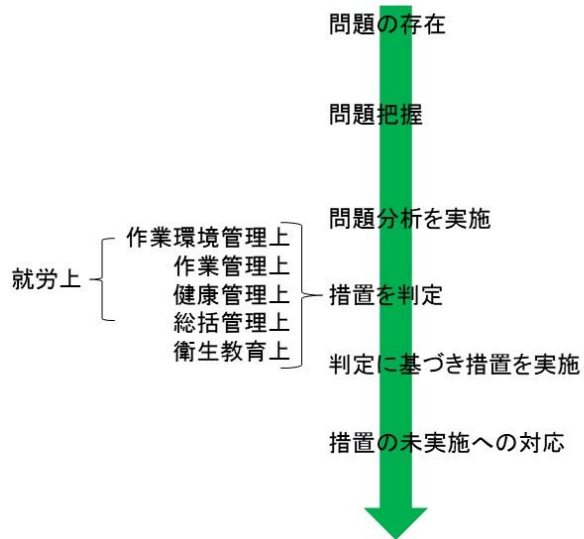 問題の存在
問題把握
問題分析を実施
作業環境管理上
作業管理上
就労上
健康管理上
措置を判定
総括管理上
衛生教育上
判定に基づき措置を実施
措置の未実施への対応